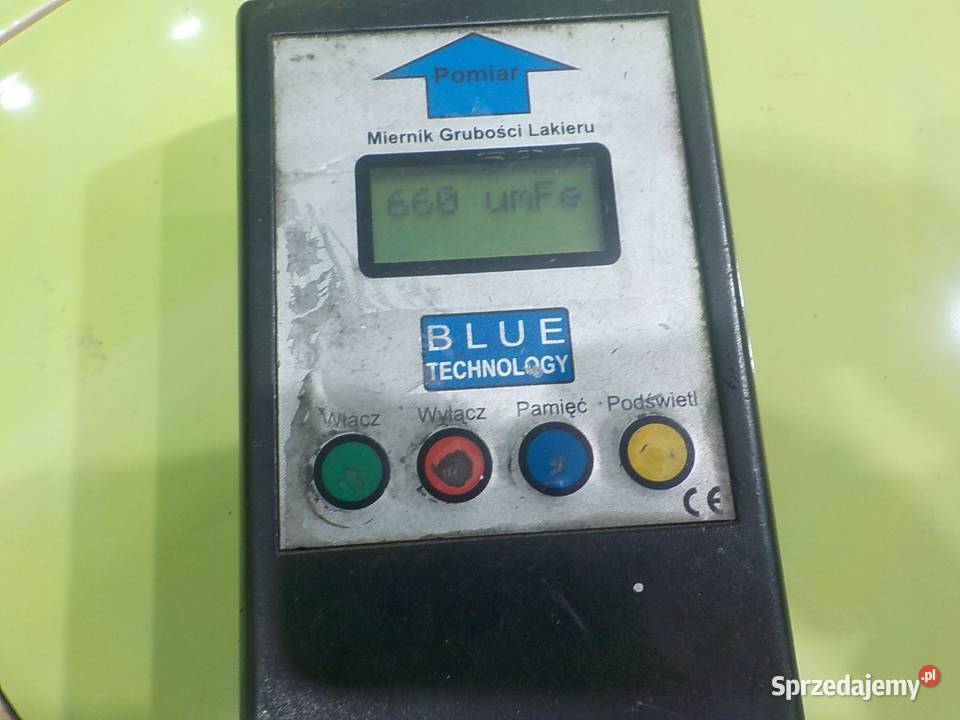 Pomiar
Miernik Grubości Lakieru
660 umFe
BLUE
TECHNOLOGY
Włącz Wyłącz Pamięć Podświetl
CE
Sprzedajemy.pl